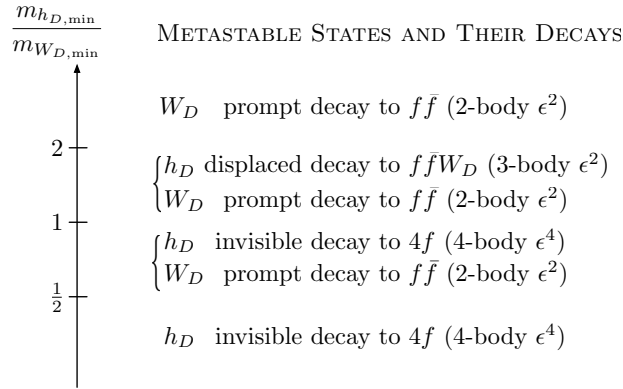 m_{h_D,min}
m_{W_D,min}
METASTABLE STATES AND THEIR DECAYS
W_D prompt decay to f f̄ (2-body ϵ²)
2
h_D displaced decay to f f̄ W_D (3-body ϵ²)
W_D prompt decay to f f̄ (2-body ϵ²)
1
h_D invisible decay to 4f (4-body ϵ⁴)
W_D prompt decay to f f̄ (2-body ϵ²)
1/2
h_D invisible decay to 4f (4-body ϵ⁴)